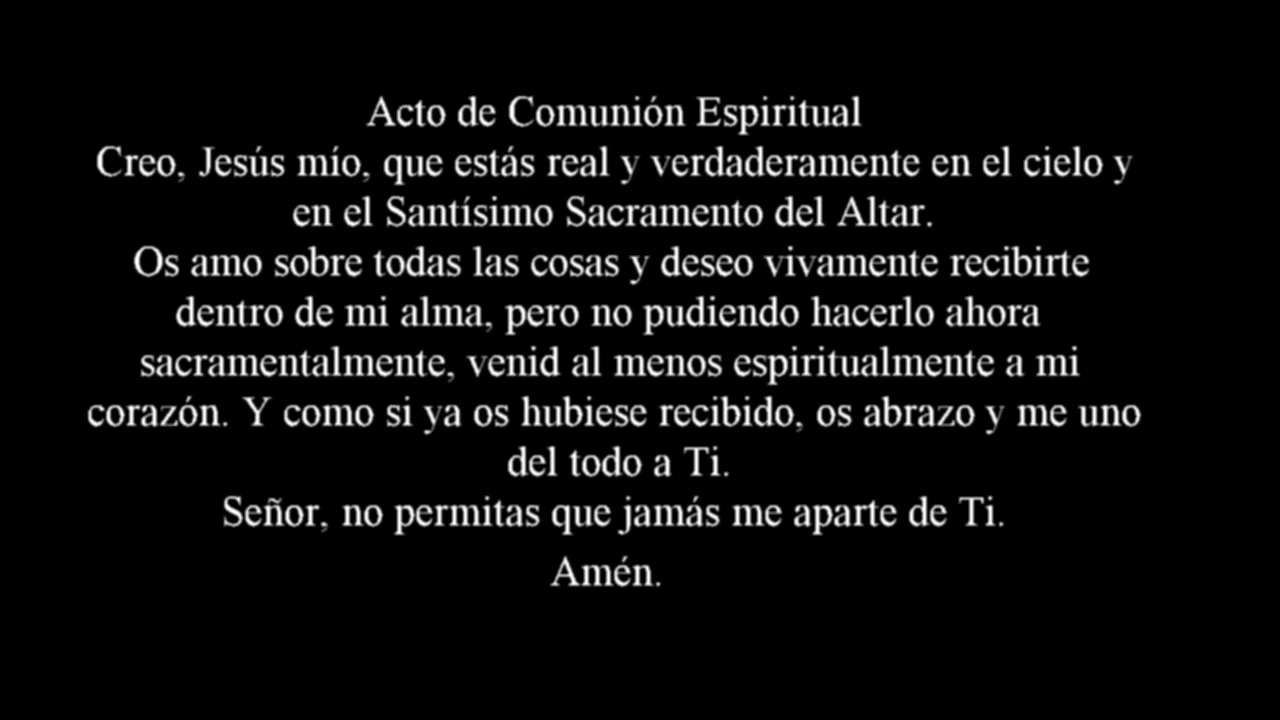 Acto de Comunión Espiritual
Creo, Jesús mío, que estás real y verdaderamente en el cielo y
en el Santísimo Sacramento del Altar.
Os amo sobre todas las cosas y deseo vivamente recibirte
dentro de mi alma, pero no pudiendo hacerlo ahora
sacramentalmente, venid al menos espiritualmente a mi
corazón. Y como si ya os hubiese recibido, os abrazo y me uno
del todo a Ti.
Señor, no permitas que jamás me aparte de Ti.
Amén.